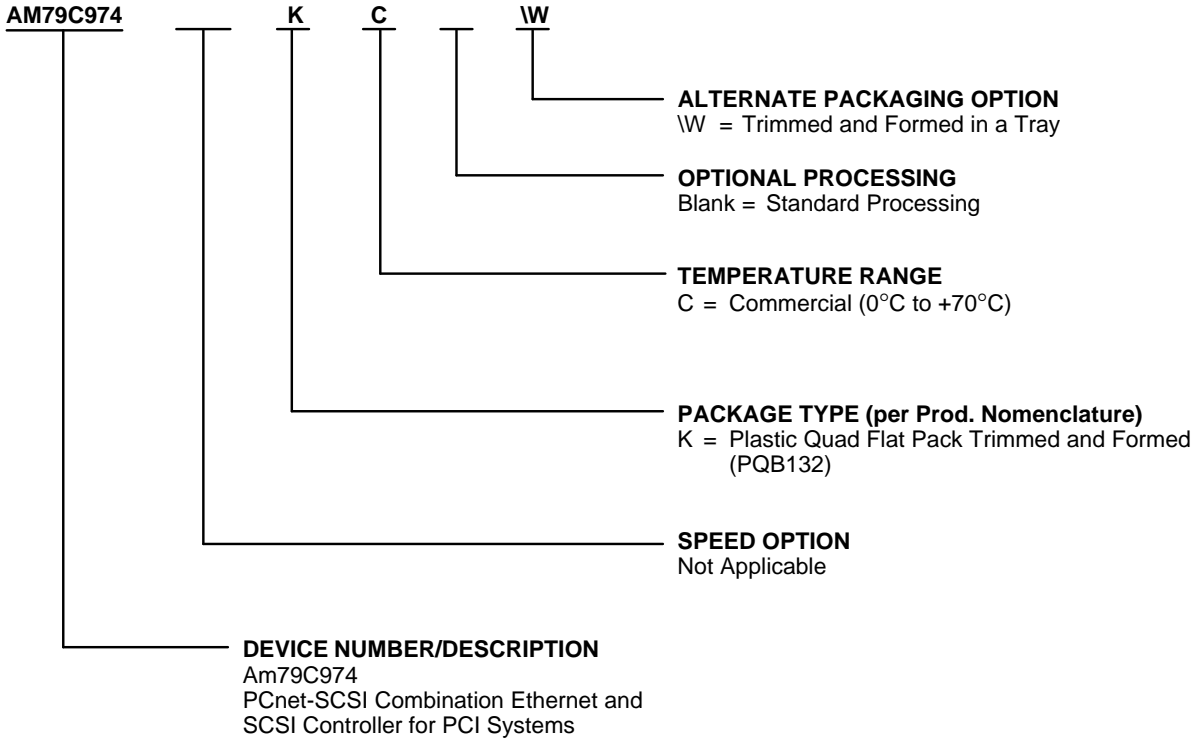 AM79C974 K C \W
ALTERNATE PACKAGING OPTION
\W = Trimmed and Formed in a Tray
OPTIONAL PROCESSING
Blank = Standard Processing
TEMPERATURE RANGE
C = Commercial (0°C to +70°C)
PACKAGE TYPE (per Prod. Nomenclature)
K = Plastic Quad Flat Pack Trimmed and Formed
(PQB132)
SPEED OPTION
Not Applicable
DEVICE NUMBER/DESCRIPTION
Am79C974
PCnet-SCSI Combination Ethernet and
SCSI Controller for PCI Systems